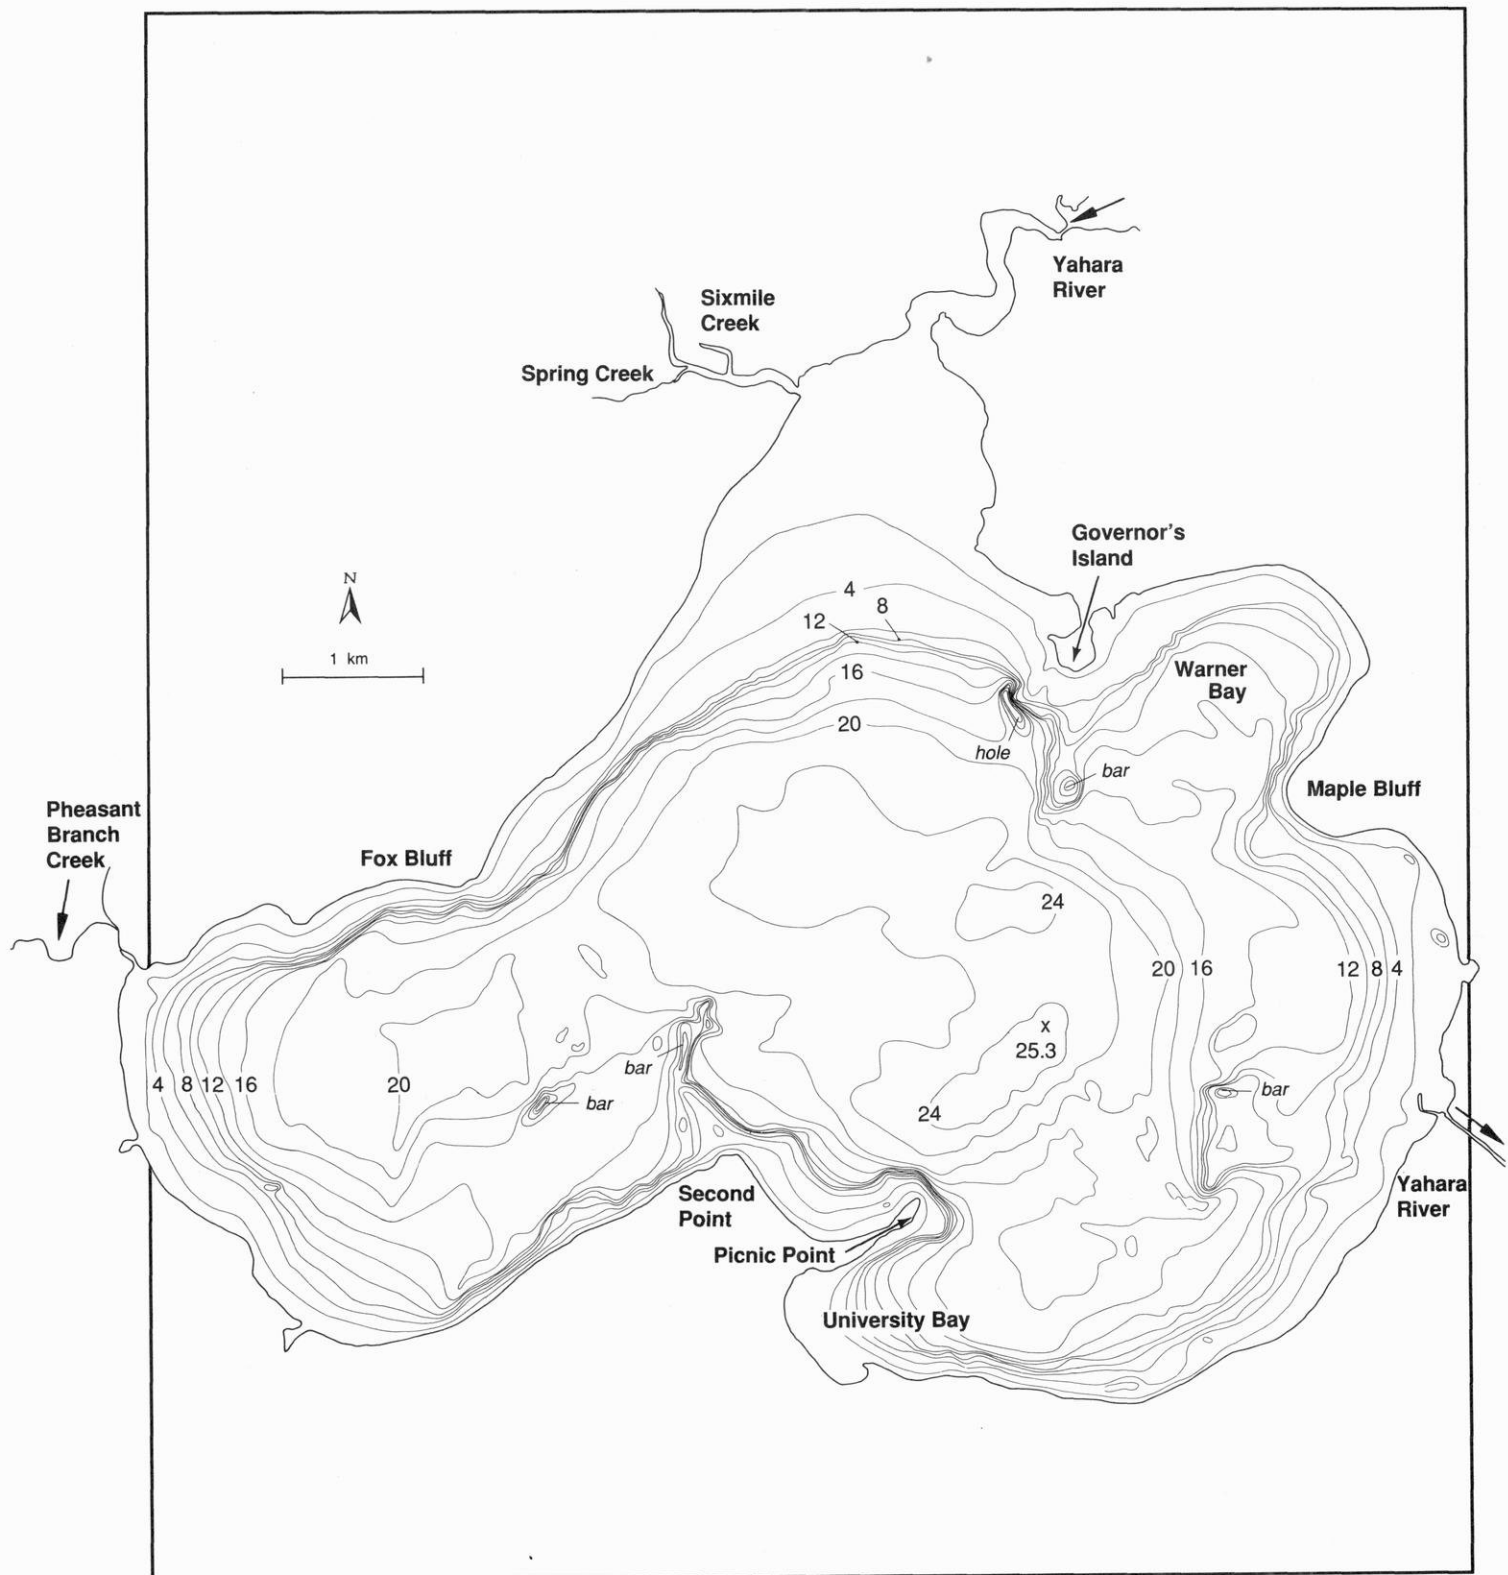 Yahara
River
Sixmile
Creek
Spring Creek
Governor's
Island
N
1 km
4
8
12
16
20
Warner
Bay
hole
bar
Maple Bluff
Pheasant
Branch
Creek
Fox Bluff
24
20
16
12
8
4
x
25.3
bar
4
8
12
16
20
bar
bar
24
Second
Point
Yahara
River
Picnic Point
University Bay